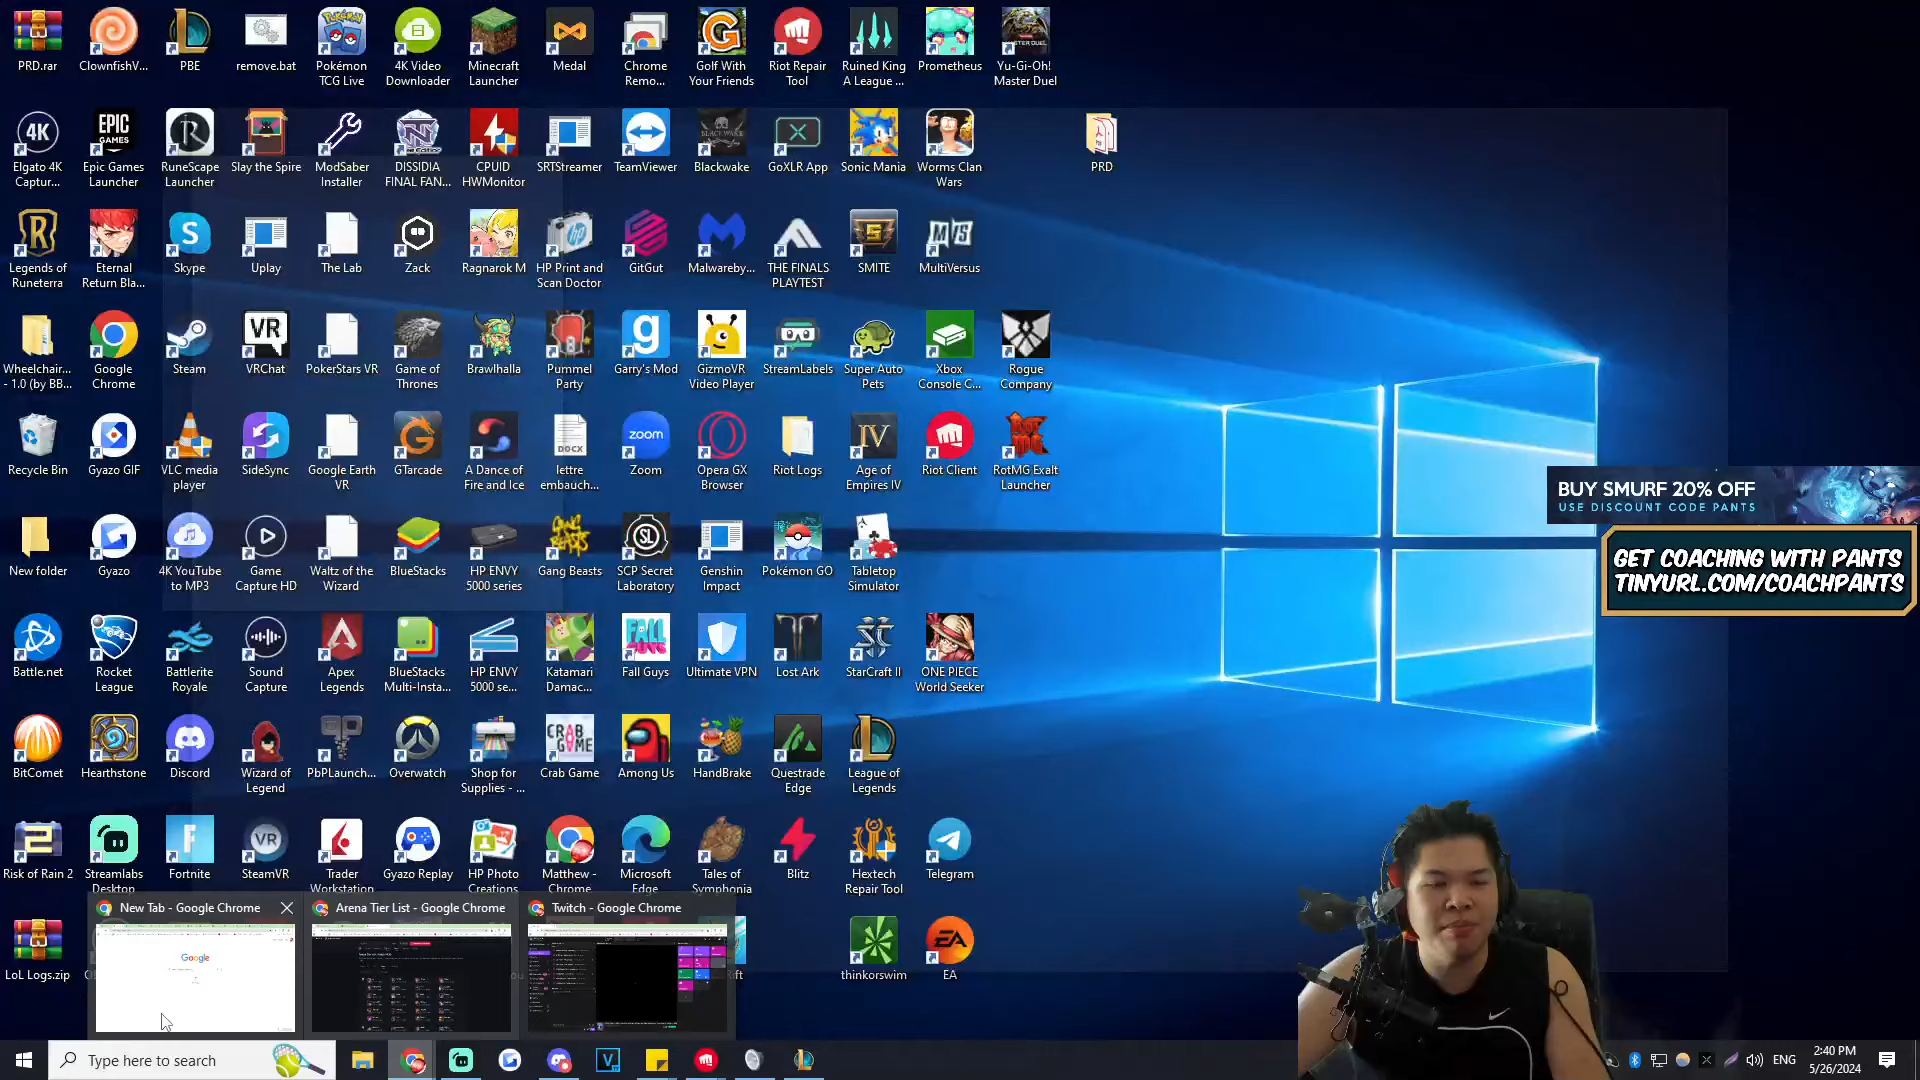 PRD.rar
ClownfishV...
PBE
remove.bat
Pokémon
TCG Live
4K Video
Downloader
Minecraft
Launcher
Medal
Chrome
Remo...
Golf With
Your Friends
Riot Repair
Tool
Ruined King
A League ...
Prometheus
Yu-Gi-Oh!
Master Duel
Elgato 4K
Captur...
Epic Games
Launcher
RuneScape
Launcher
Slay the Spire
ModSaber
Installer
DISSIDIA
FINAL FAN...
CPUID
HWMonitor
SRTStreamer
TeamViewer
Blackwake
GoXLR App
Sonic Mania
Worms Clan
Wars
PRD
Legends of
Runeterra
Eternal
Return Bla...
Skype
Uplay
The Lab
Zack
Ragnarok M
HP Print and
Scan Doctor
GitGut
Malwareby...
THE FINALS
PLAYTEST
SMITE
MultiVersus
Wheelchair...
- 1.0 (by BB...
Google
Chrome
Steam
VRChat
PokerStars VR
Game of
Thrones
Brawlhalla
Pummel
Party
Garry's Mod
GizmoVR
Video Player
StreamLabels
Super Auto
Pets
Xbox
Console C...
Rogue
Company
Recycle Bin
Gyazo GIF
VLC media
player
SideSync
Google Earth
VR
GTarcade
A Dance of
Fire and Ice
lettre
embauch...
Zoom
Opera GX
Browser
Riot Logs
Age of
Empires IV
Riot Client
RotMG Exalt
Launcher
BUY SMURF 20% OFF
USE DISCOUNT CODE PANTS
GET COACHING WITH PANTS
TINYURL.COM/COACHPANTS
New folder
Gyazo
4K YouTube
to MP3
Game
Capture HD
Waltz of the
Wizard
BlueStacks
HP ENVY
5000 series
Gang Beasts
SCP Secret
Laboratory
Genshin
Impact
Pokémon GO
Tabletop
Simulator
Battle.net
Rocket
League
Battlerite
Royale
Sound
Capture
Apex
Legends
BlueStacks
Multi-Insta...
HP ENVY
5000 se...
Katamari
Damac...
Fall Guys
Ultimate VPN
Lost Ark
StarCraft II
ONE PIECE
World Seeker
BitComet
Hearthstone
Discord
Wizard of
Legend
PbPLaunch...
Overwatch
Shop for
Supplies - ...
Crab Game
Among Us
HandBrake
Questrade
Edge
League of
Legends
Risk of Rain 2
Streamlabs
Desktop
Fortnite
SteamVR
Trader
Workstation
Gyazo Replay
HP Photo
Creations
Matthew -
Chrome
Microsoft
Edge
Tales of
Symphonia
Blitz
Hextech
Repair Tool
Telegram
New Tab - Google Chrome
Arena Tier List - Google Chrome
Twitch - Google Chrome
Google
LoL Logs.zip
thinkorswim
EA
Type here to search
ENG
2:40 PM
5/26/2024